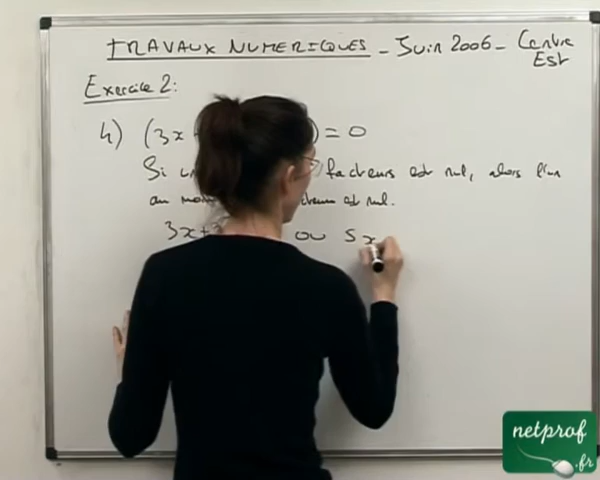 TRAVAUX NUMERIQUES - Juin 2006 - Centre
Est
Exercice 2:
4) (3x ) = 0
Si facteurs est nul, alors l'un
au est nul.
3x+ ou 5x
netprof
.fr